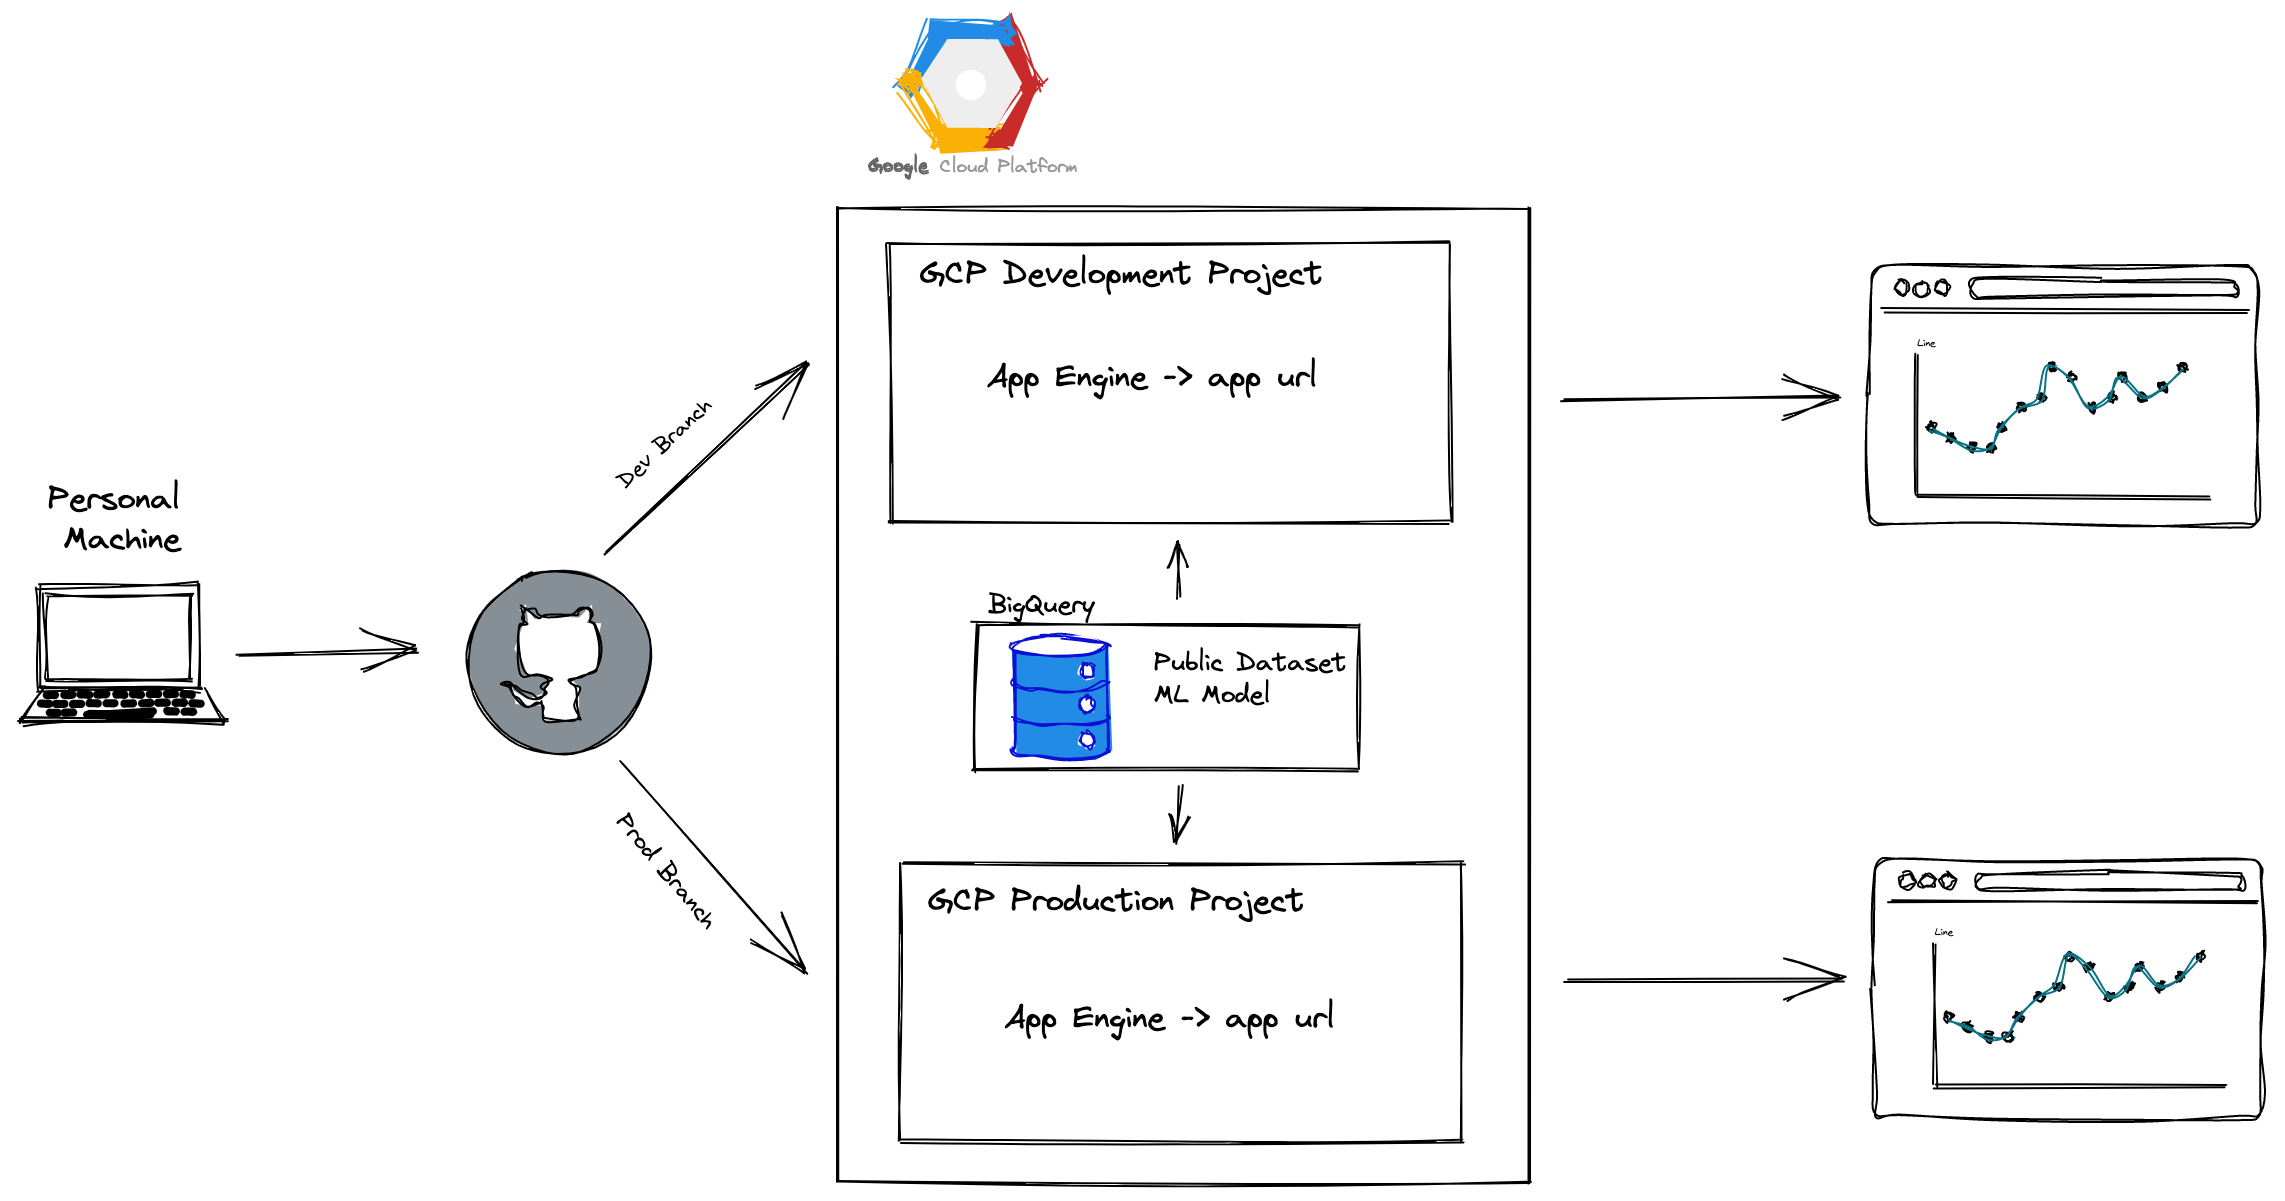 Google Cloud Platform
GCP Development Project
App Engine -> app url
Line
Dev Branch
Personal
Machine
BigQuery
Public Dataset
ML Model
Prod Branch
GCP Production Project
App Engine -> app url
Line